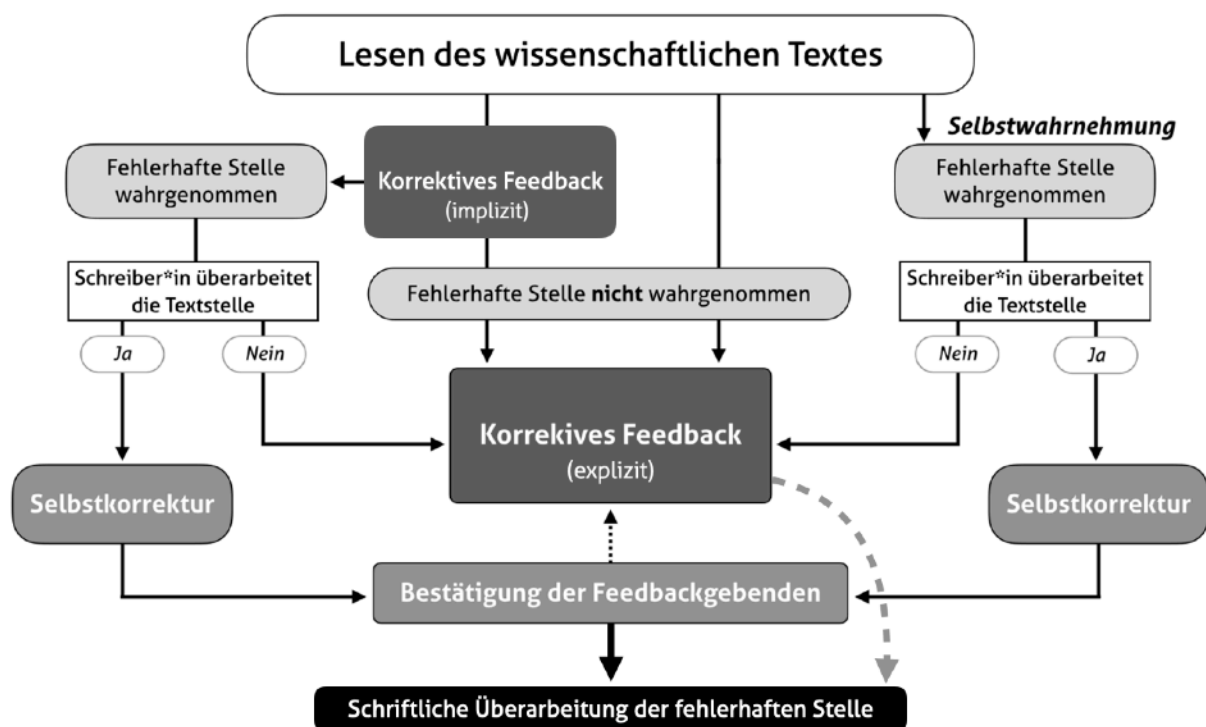 Lesen des wissenschaftlichen Textes
Selbstwahrnehmung
Fehlerhafte Stelle
wahrgenommen
Korrektives Feedback
(implizit)
Fehlerhafte Stelle
wahrgenommen
Schreiber*in überarbeitet
die Textstelle
Fehlerhafte Stelle nicht wahrgenommen
Schreiber*in überarbeitet
die Textstelle
Ja
Nein
Nein
Ja
Korrekives Feedback
(explizit)
Selbstkorrektur
Selbstkorrektur
Bestätigung der Feedbackgebenden
Schriftliche Überarbeitung der fehlerhaften Stelle